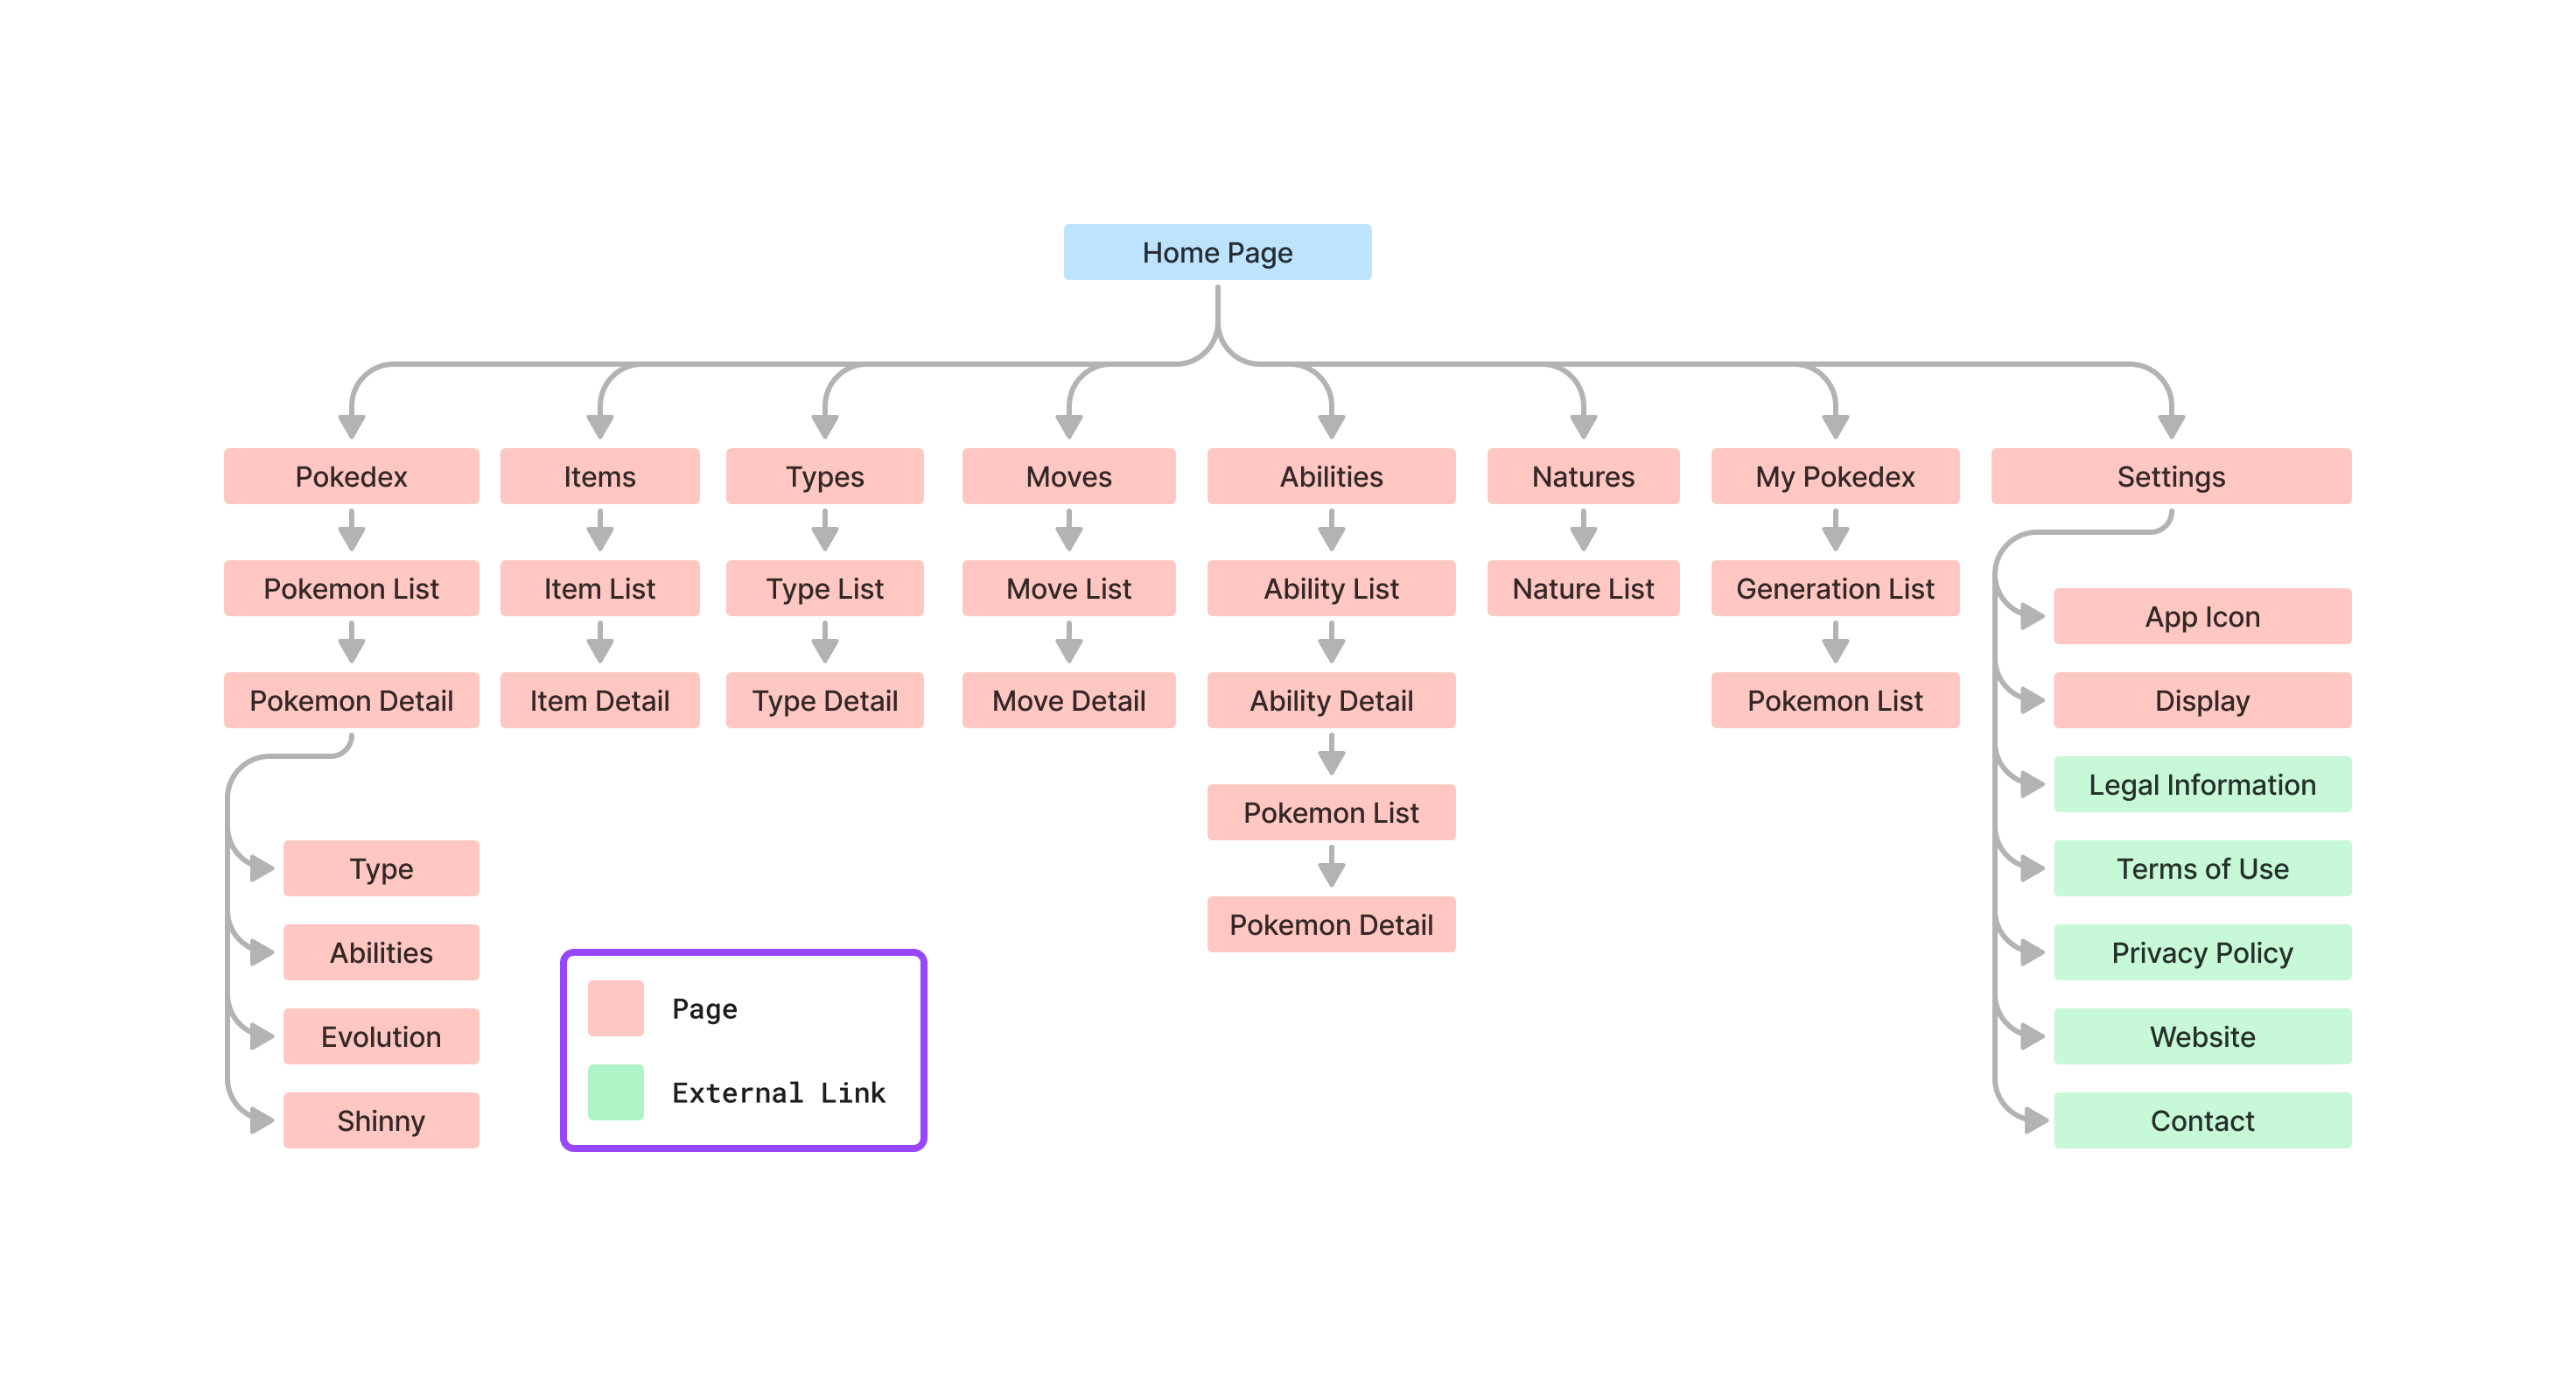 Home Page
Pokedex
Items
Types
Moves
Abilities
Natures
My Pokedex
Settings
Pokemon List
Item List
Type List
Move List
Ability List
Nature List
Generation List
App Icon
Pokemon Detail
Item Detail
Type Detail
Move Detail
Ability Detail
Pokemon List
Display
Legal Information
Pokemon List
Type
Terms of Use
Pokemon Detail
Abilities
Privacy Policy
Page
Evolution
Website
External Link
Shinny
Contact